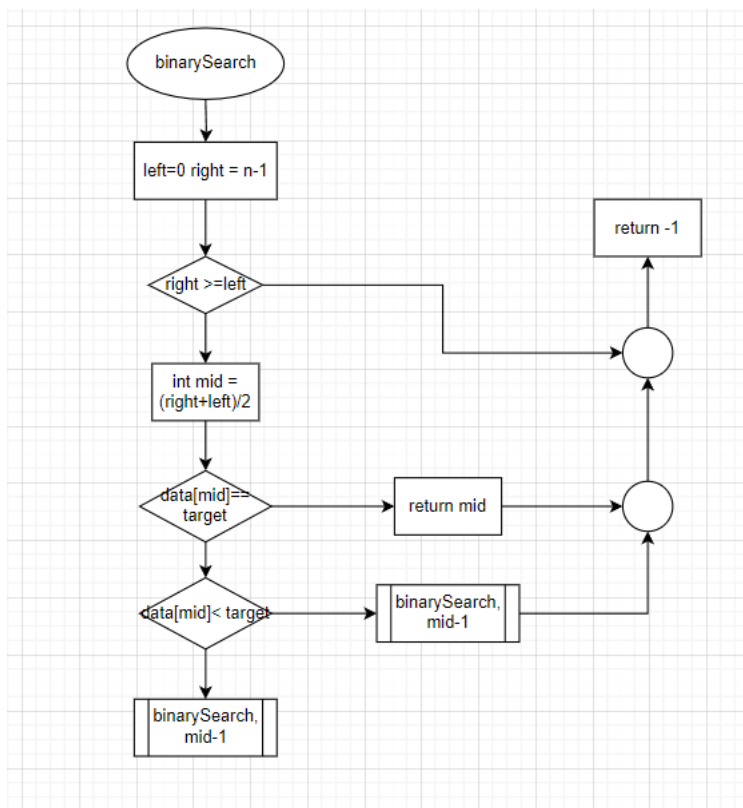 binarySearch
left=0 right = n-1
return -1
right >=left
int mid =
(right+left)/2
data[mid]==
target
return mid
data[mid]< target
binarySearch,
mid-1
binarySearch,
mid-1